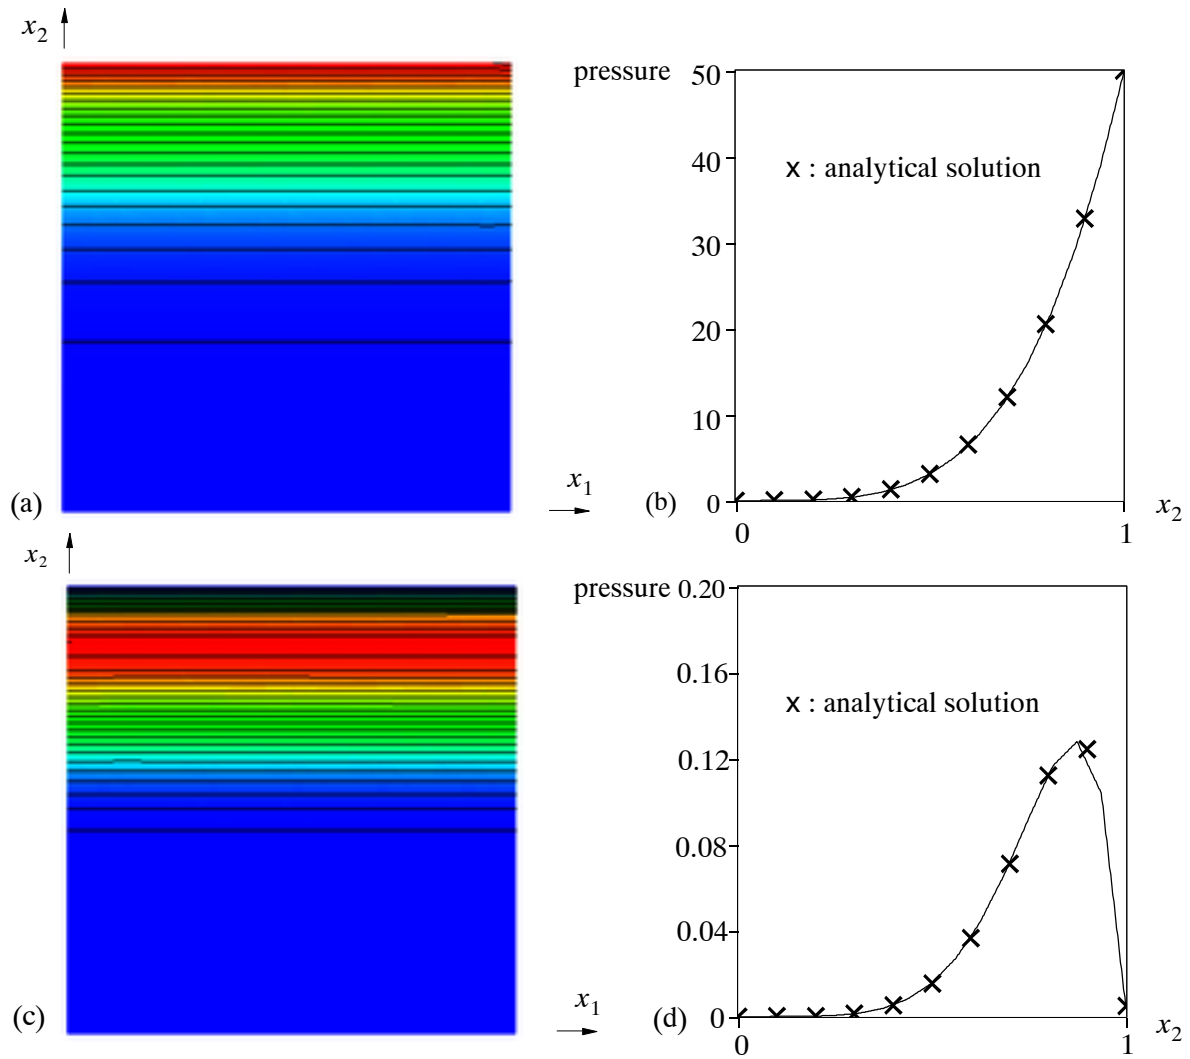 x2
pressure
50
x : analytical solution
40
30
20
10
0
0
1
x2
(a)
x1
(b)
x2
pressure
0.20
0.16
x : analytical solution
0.12
0.08
0.04
0
0
1
x2
(c)
x1
(d)